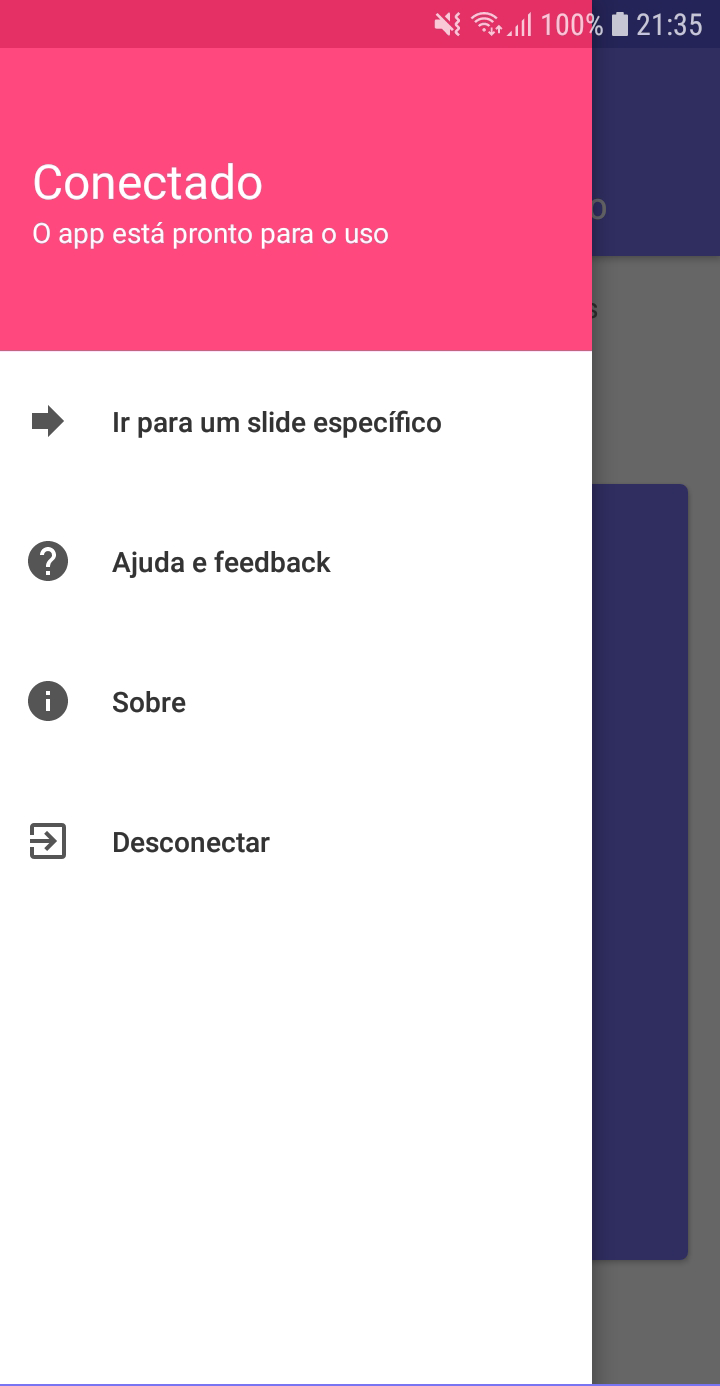 100% 21:35
Conectado
O app está pronto para o uso
Ir para um slide específico
Ajuda e feedback
Sobre
Desconectar